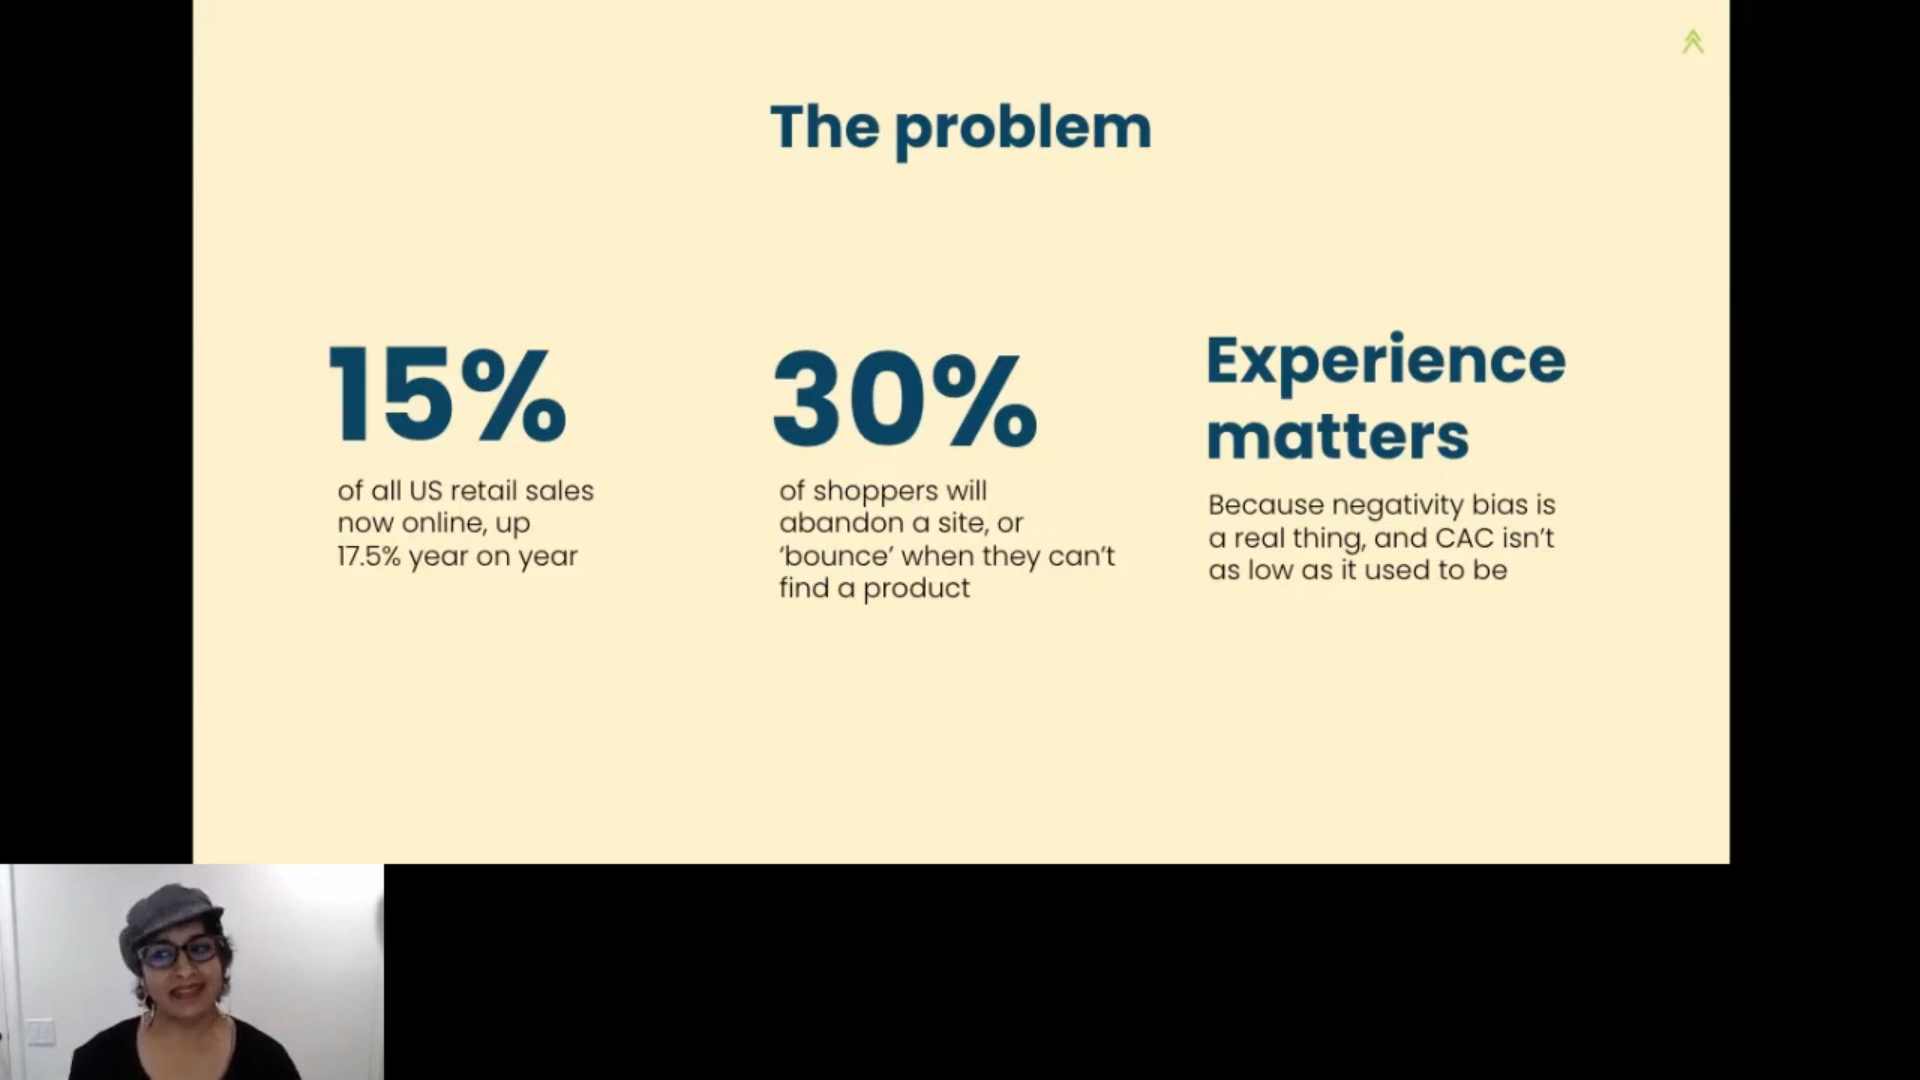 The problem
15%
of all US retail sales
now online, up
17.5% year on year
30%
of shoppers will
abandon a site, or
‘bounce’ when they can’t
find a product
Experience
matters
Because negativity bias is
a real thing, and CAC isn’t
as low as it used to be